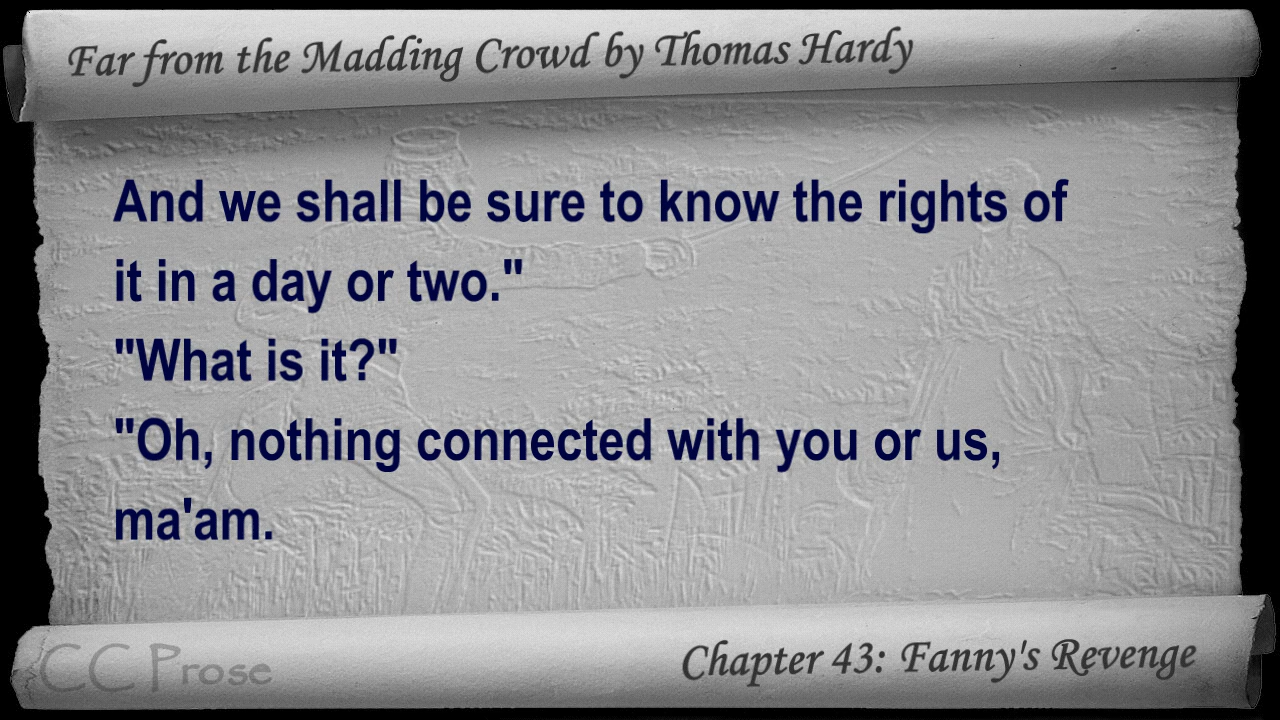 Far from the Madding Crowd by Thomas Hardy
And we shall be sure to know the rights of
it in a day or two."
"What is it?"
"Oh, nothing connected with you or us,
ma'am.
CC Prose
Chapter 43: Fanny's Revenge